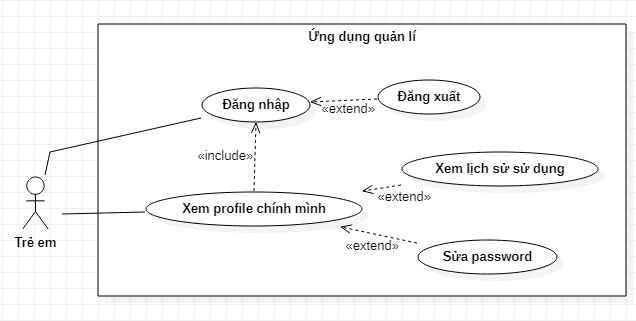 Ứng dụng quản lí
Đăng nhập
Đăng xuất
«extend»
«include»
Xem lịch sử sử dụng
«extend»
Xem profile chính mình
Trẻ em
«extend»
Sửa password